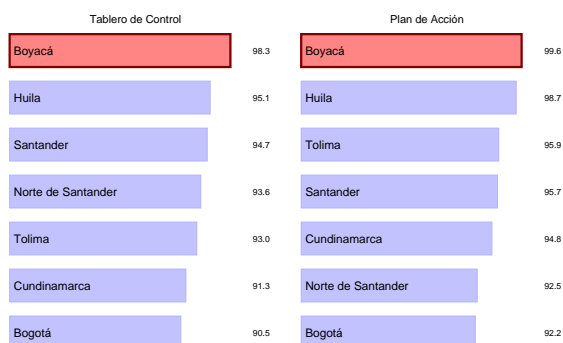 Tablero de Control
Boyacá 98.3
Huila 95.1
Santander 94.7
Norte de Santander 93.6
Tolima 93.0
Cundinamarca 91.3
Bogotá 90.5
Plan de Acción
Boyacá 99.6
Huila 98.7
Tolima 95.9
Santander 95.7
Cundinamarca 94.8
Norte de Santander 92.5
Bogotá 92.2